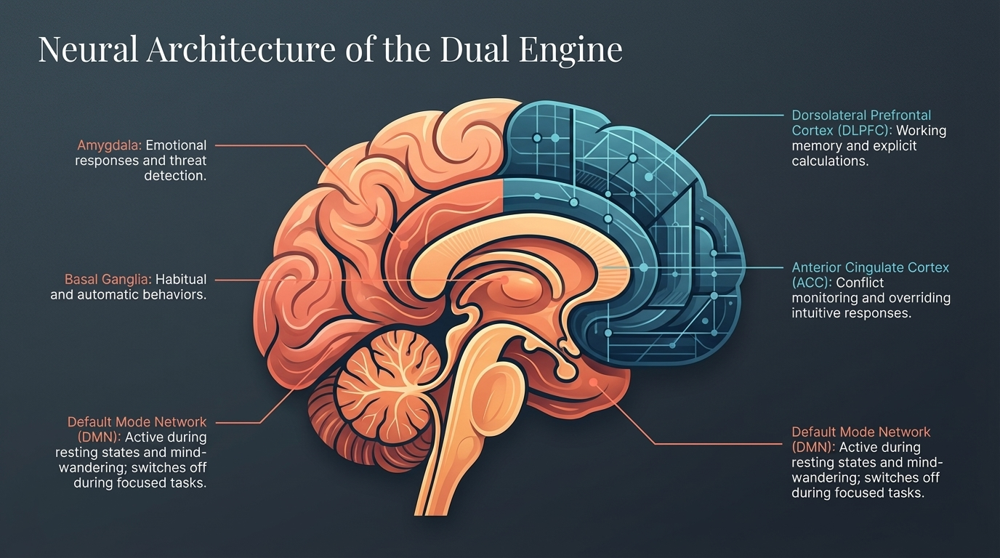 Neural Architecture of the Dual Engine
Amygdala: Emotional
responses and threat
detection.
Basal Ganglia: Habitual
and automatic behaviors.
Default Mode Network
(DMN): Active during
resting states and mind-
wandering; switches off
during focused tasks.
Dorsolateral Prefrontal
Cortex (DLPFC): Working
memory and explicit
calculations.
Anterior Cingulate Cortex
(ACC): Conflict
monitoring and overriding
intuitive responses.
Default Mode Network
(DMN): Active during
resting states and mind-
wandering; switches off
during focused tasks.